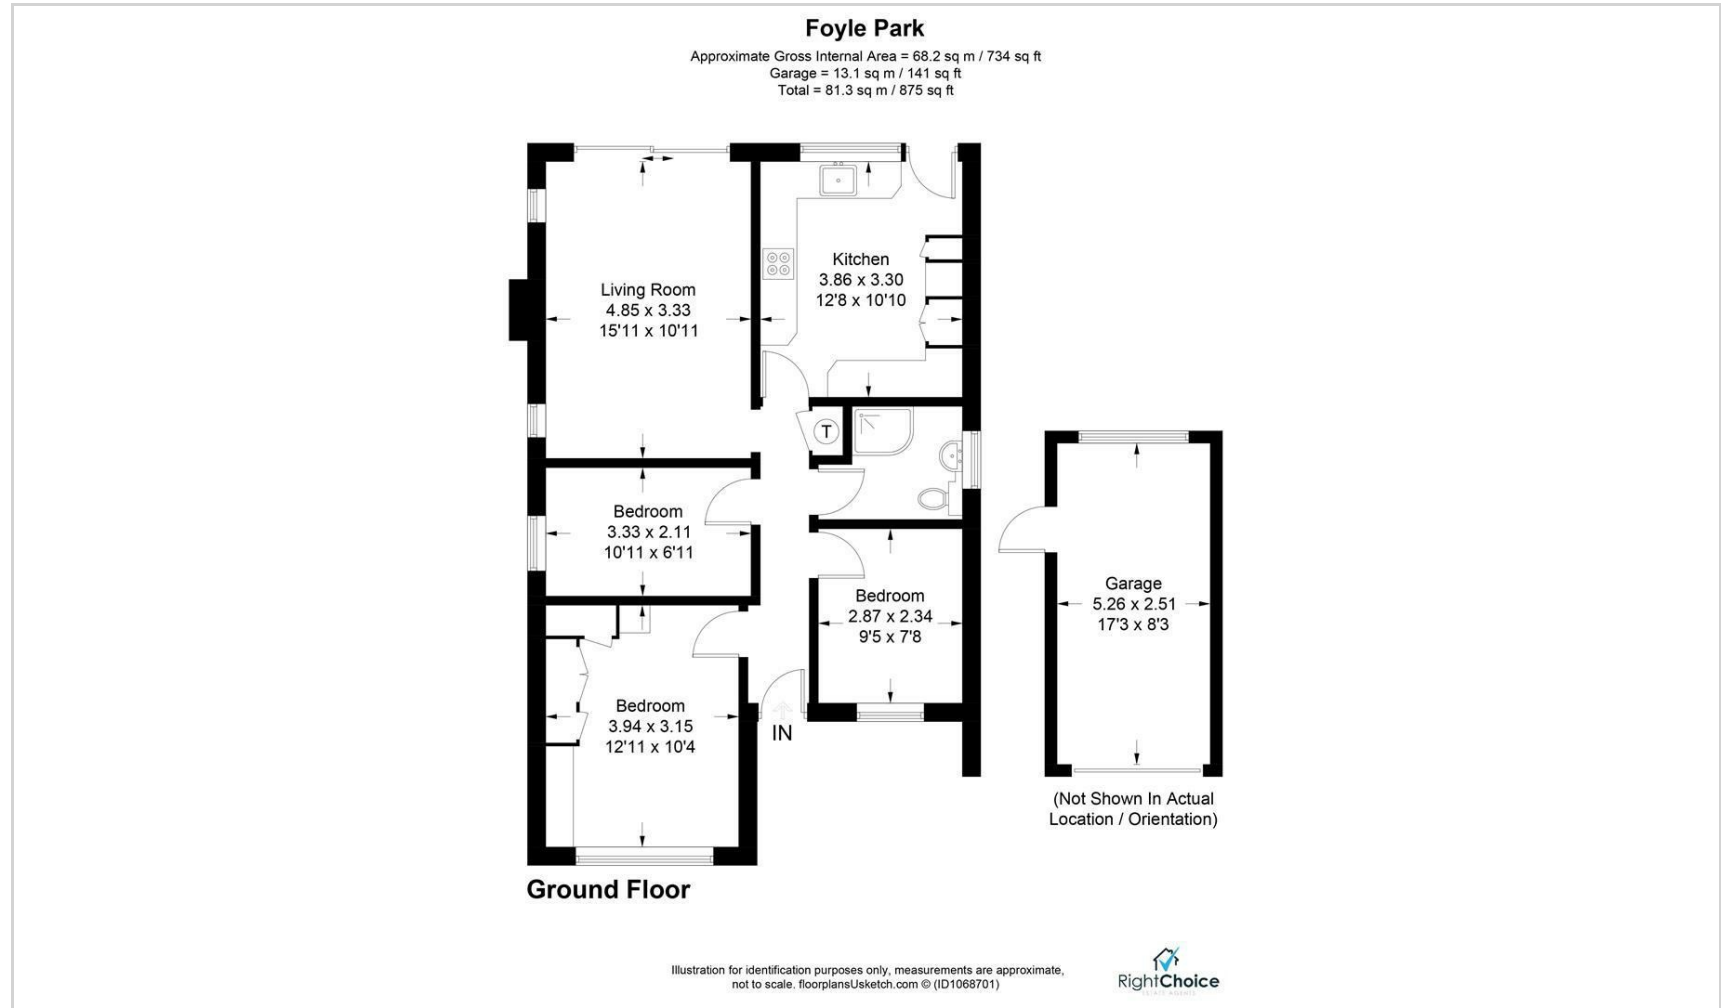 Foyle Park
Approximate Gross Internal Area = 68.2 sq m / 734 sq ft
Garage = 13.1 sq m / 141 sq ft
Total = 81.3 sq m / 875 sq ft
Living Room
4.85 x 3.33
15'11 x 10'11
Kitchen
3.86 x 3.30
12'8 x 10'10
T
Bedroom
3.33 x 2.11
10'11 x 6'11
Bedroom
2.87 x 2.34
9'5 x 7'8
Bedroom
3.94 x 3.15
12'11 x 10'4
IN
Garage
5.26 x 2.51
17'3 x 8'3
(Not Shown In Actual
Location / Orientation)
Ground Floor
Illustration for identification purposes only, measurements are approximate,
not to scale. floorplansUsketch.com © (ID1068701)
RightChoice
ESTATE AGENTS